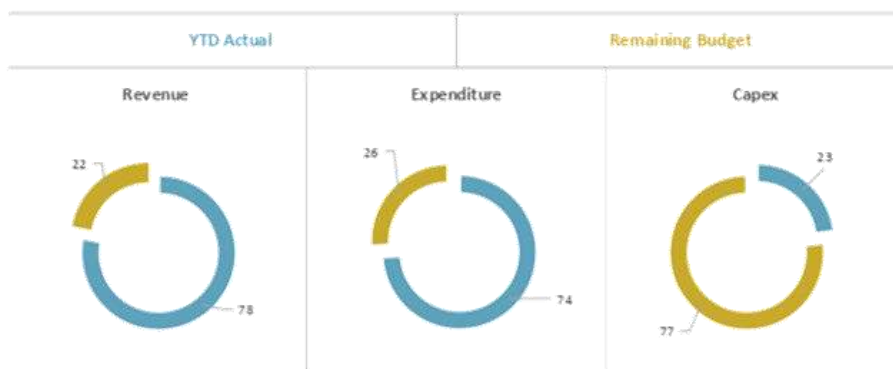 YTD Actual
Remaining Budget
Revenue
Expenditure
Capex
22
78
26
74
23
77